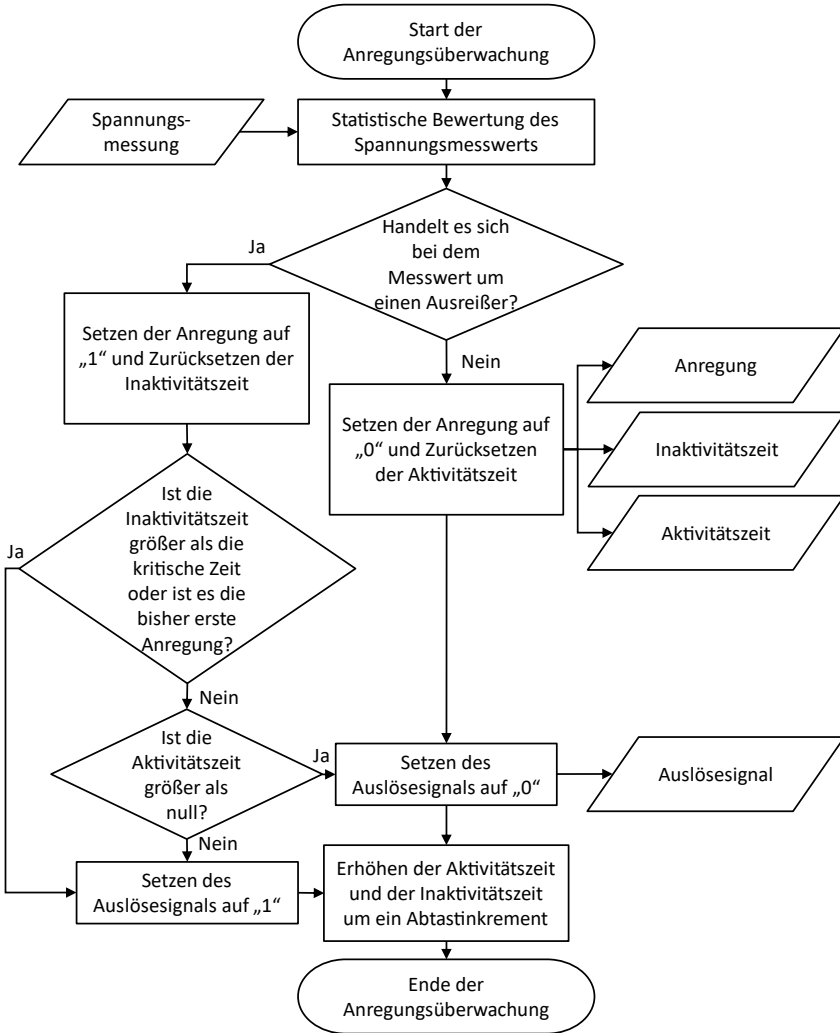 Start der
Anregungsüberwachung
Spannungs-
messung
Statistische Bewertung des
Spannungsmesswerts
Handelt es sich
bei dem
Messwert um
einen Ausreißer?
Ja
Nein
Setzen der Anregung auf
„1“ und Zurücksetzen der
Inaktivitätszeit
Anregung
Setzen der Anregung auf
„0“ und Zurücksetzen
der Aktivitätszeit
Inaktivitätszeit
Aktivitätszeit
Ist die
Inaktivitätszeit
größer als die
kritische Zeit
oder ist es die
bisher erste
Anregung?
Ja
Nein
Ist die
Aktivitätszeit
größer als
null?
Ja
Nein
Setzen des
Auslösesignals auf „0“
Auslösesignal
Setzen des
Auslösesignals auf „1“
Erhöhen der Aktivitätszeit
und der Inaktivitätszeit
um ein Abtastinkrement
Ende der
Anregungsüberwachung